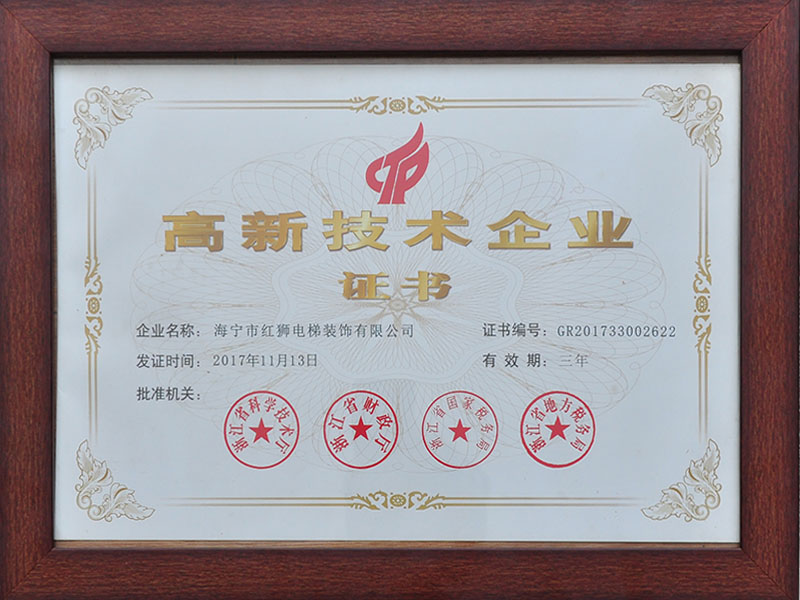 高新技术企业
证书
企业名称： 海宁市红狮电梯装饰有限公司 证书编号： GR201733002622
发证时间： 2017年11月13日 有 效 期： 三年
批准机关：
浙江省科学技术厅
浙江省财政厅
浙江省国家税务局
浙江省地方税务局